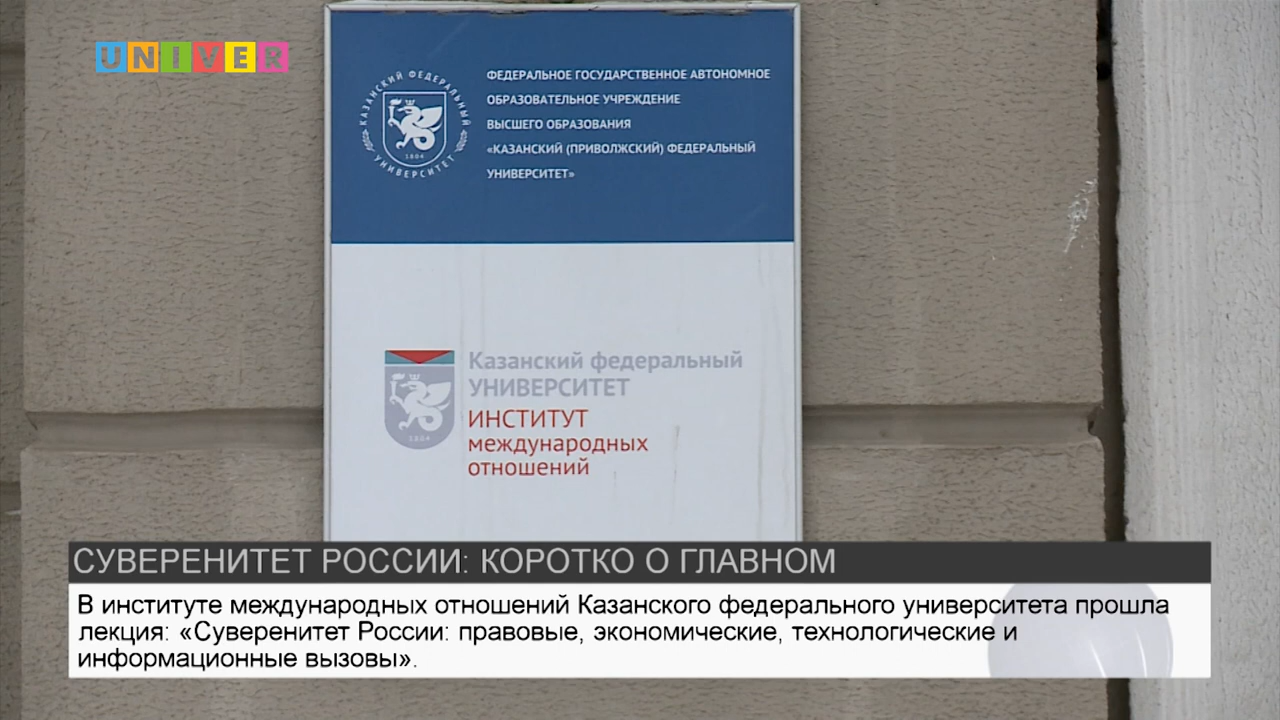 UNIVER
КАЗАНСКИЙ ФЕДЕРАЛЬНЫЙ
УНИВЕРСИТЕТ
1804
ФЕДЕРАЛЬНОЕ ГОСУДАРСТВЕННОЕ АВТОНОМНОЕ
ОБРАЗОВАТЕЛЬНОЕ УЧРЕЖДЕНИЕ
ВЫСШЕГО ОБРАЗОВАНИЯ
«КАЗАНСКИЙ (ПРИВОЛЖСКИЙ) ФЕДЕРАЛЬНЫЙ
УНИВЕРСИТЕТ»
Казанский федеральный
УНИВЕРСИТЕТ
1804
ИНСТИТУТ
международных
отношений
СУВЕРЕНИТЕТ РОССИИ: КОРОТКО О ГЛАВНОМ
В институте международных отношений Казанского федерального университета прошла
лекция: «Суверенитет России: правовые, экономические, технологические и
информационные вызовы».